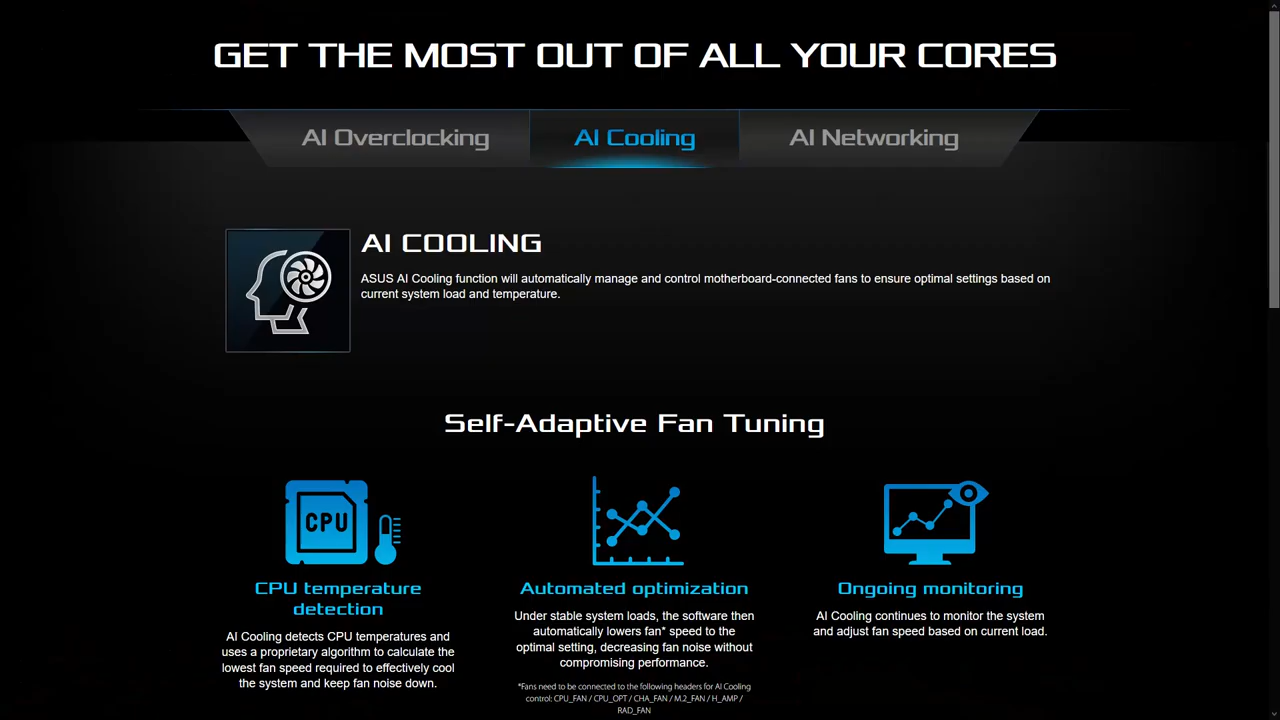 GET THE MOST OUT OF ALL YOUR CORES
AI Overclocking
AI Cooling
AI Networking
AI COOLING
ASUS AI Cooling function will automatically manage and control motherboard-connected fans to ensure optimal settings based on
current system load and temperature.
Self-Adaptive Fan Tuning
CPU
CPU temperature
detection
AI Cooling detects CPU temperatures and
uses a proprietary algorithm to calculate the
lowest fan speed required to effectively cool
the system and keep fan noise down.
Automated optimization
Under stable system loads, the software then
automatically lowers fan* speed to the
optimal setting, decreasing fan noise without
compromising performance.
*Fans need to be connected to the following headers for AI Cooling
control: CPU_FAN / CPU_OPT / CHA_FAN / M.2_FAN / H_AMP /
RAD_FAN
Ongoing monitoring
AI Cooling continues to monitor the system
and adjust fan speed based on current load.